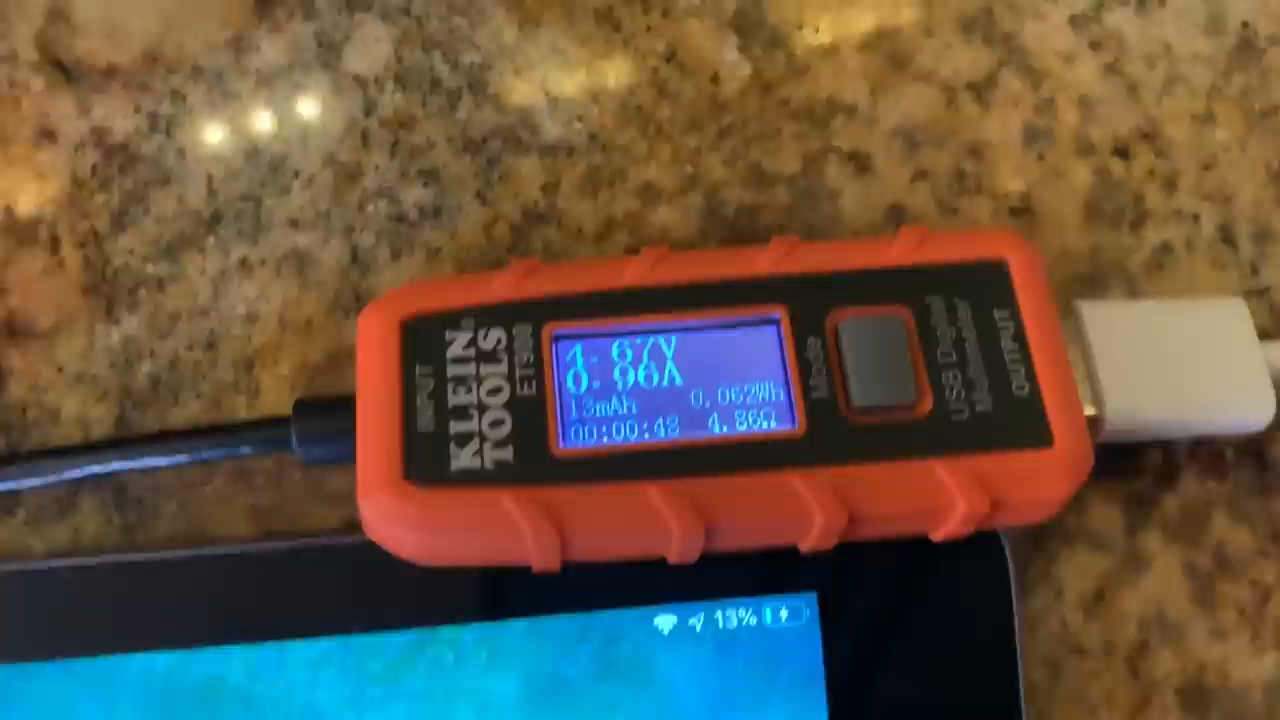 INPUT
KLEIN
TOOLS
ET900
4.67V
0.96A
13mAh 0.062Wh
00:00:48 4.86Ω
Mode
USB Digital
Multimeter
OUTPUT
13%